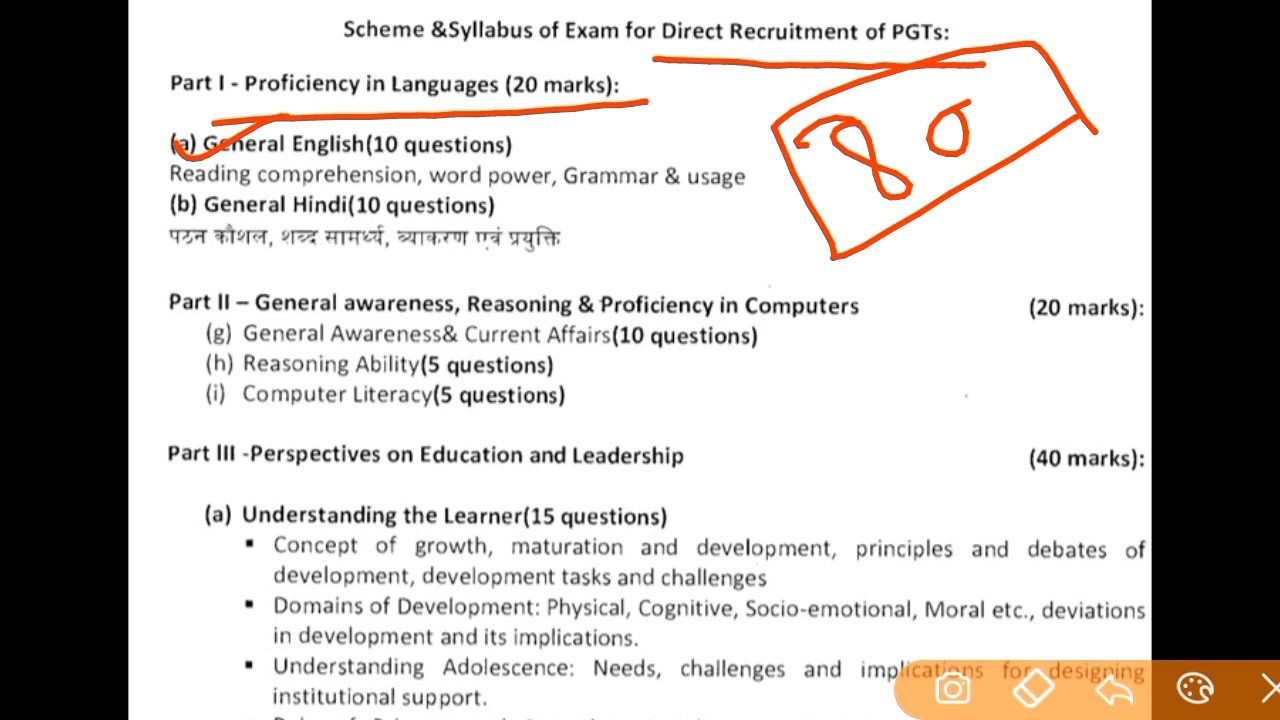 Scheme &Syllabus of Exam for Direct Recruitment of PGTs:
Part I - Proficiency in Languages (20 marks):
80
(a) General English(10 questions)
Reading comprehension, word power, Grammar & usage
(b) General Hindi(10 questions)
पठन कौशल, शब्द सामर्थ्य, व्याकरण एवं प्रयुक्ति
Part II – General awareness, Reasoning & Proficiency in Computers (20 marks):
(g) General Awareness& Current Affairs(10 questions)
(h) Reasoning Ability(5 questions)
(i) Computer Literacy(5 questions)
Part III -Perspectives on Education and Leadership (40 marks):
(a) Understanding the Learner(15 questions)
▪ Concept of growth, maturation and development, principles and debates of
development, development tasks and challenges
▪ Domains of Development: Physical, Cognitive, Socio-emotional, Moral etc., deviations
in development and its implications.
▪ Understanding Adolescence: Needs, challenges and implications for designing
institutional support.